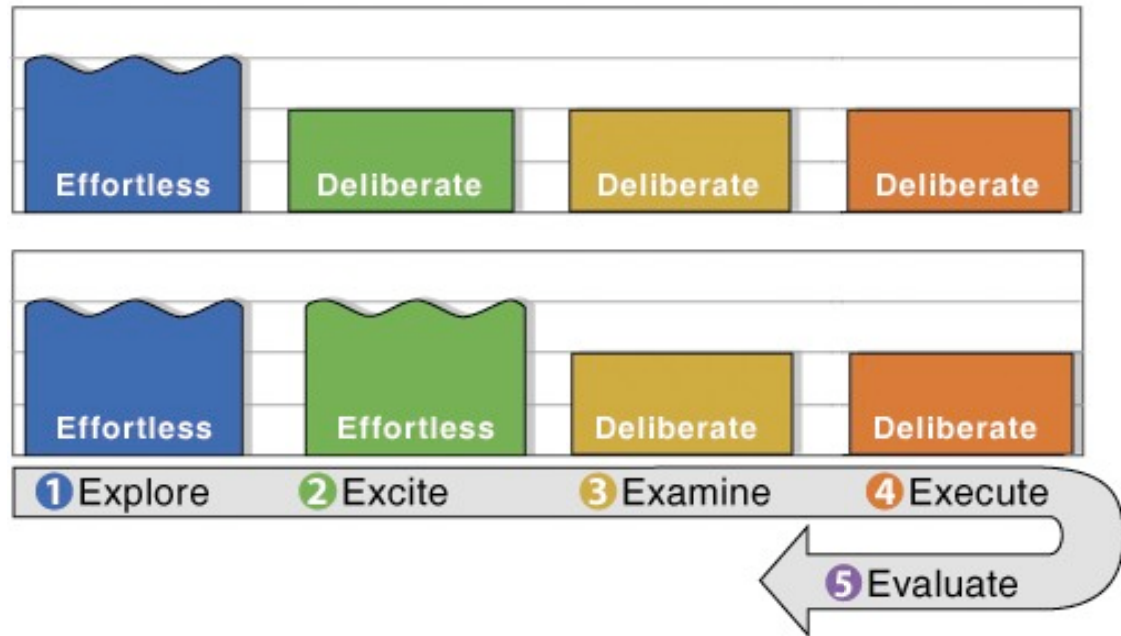 Effortless Deliberate Deliberate Deliberate
Effortless Effortless Deliberate Deliberate
1 Explore 2 Excite 3 Examine 4 Execute
5 Evaluate